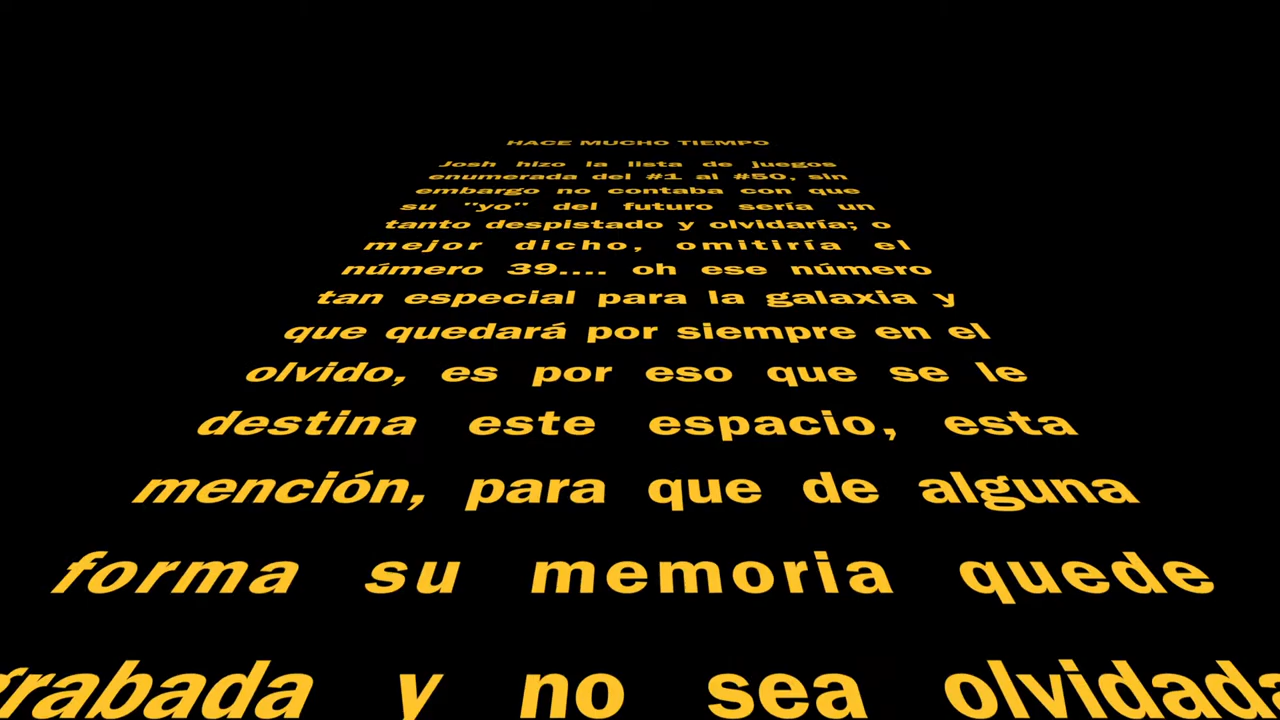 HACE MUCHO TIEMPO
Josh hizo la lista de juegos
enumerada del #1 al #50, sin
embargo no contaba con que
su "yo" del futuro sería un
tanto despistado y olvidaría; o
mejor dicho, omitiría el
número 39.... oh ese número
tan especial para la galaxia y
que quedará por siempre en el
olvido, es por eso que se le
destina este espacio, esta
mención, para que de alguna
forma su memoria quede
grabada y no sea olvidada